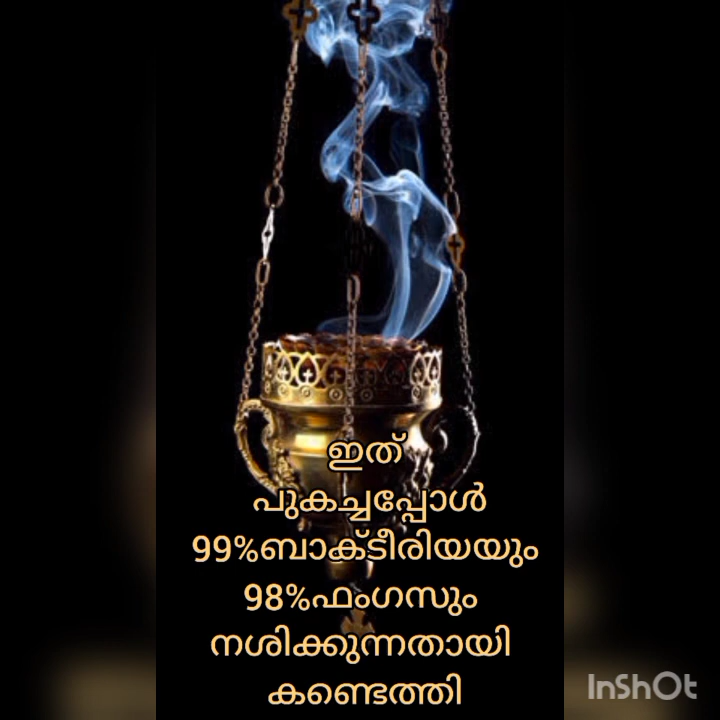 ഇത്
പുകച്ചപ്പോൾ
99%ബാക്ടീരിയയും
98%ഫംഗസും
നശിക്കുന്നതായി
കണ്ടെത്തി
InShOt